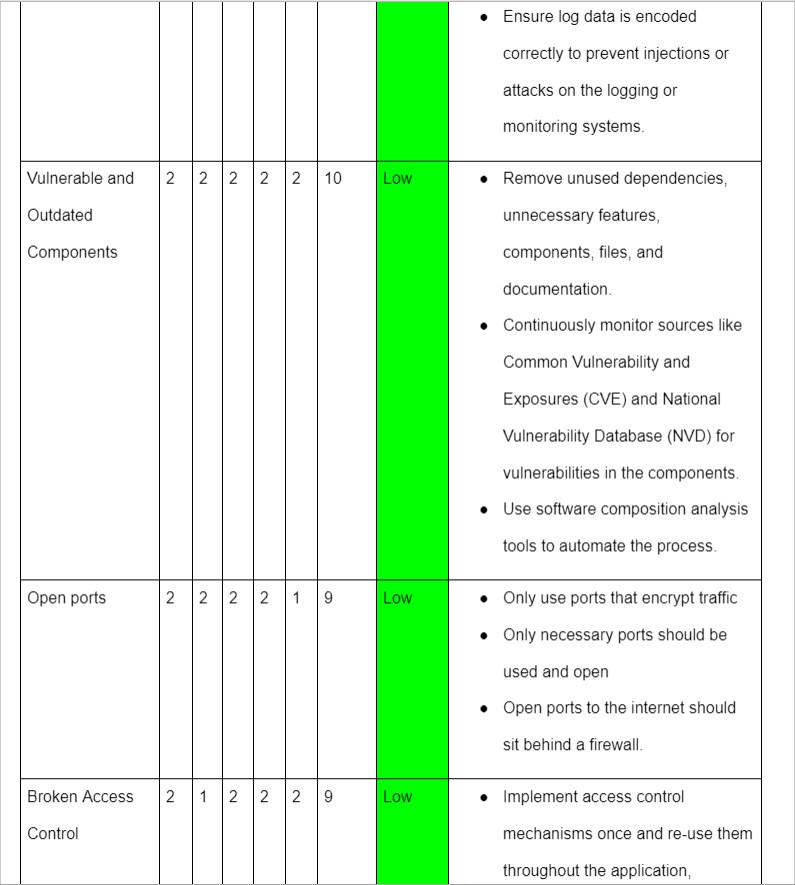 ● Ensure log data is encoded
correctly to prevent injections or
attacks on the logging or
monitoring systems.
Vulnerable and
Outdated
Components
2 2 2 2 2 10 Low
● Remove unused dependencies,
unnecessary features,
components, files, and
documentation.
● Continuously monitor sources like
Common Vulnerability and
Exposures (CVE) and National
Vulnerability Database (NVD) for
vulnerabilities in the components.
● Use software composition analysis
tools to automate the process.
Open ports 2 2 2 2 1 9 Low
● Only use ports that encrypt traffic
● Only necessary ports should be
used and open
● Open ports to the internet should
sit behind a firewall.
Broken Access
Control
2 1 2 2 2 9 Low
● Implement access control
mechanisms once and re-use them
throughout the application,